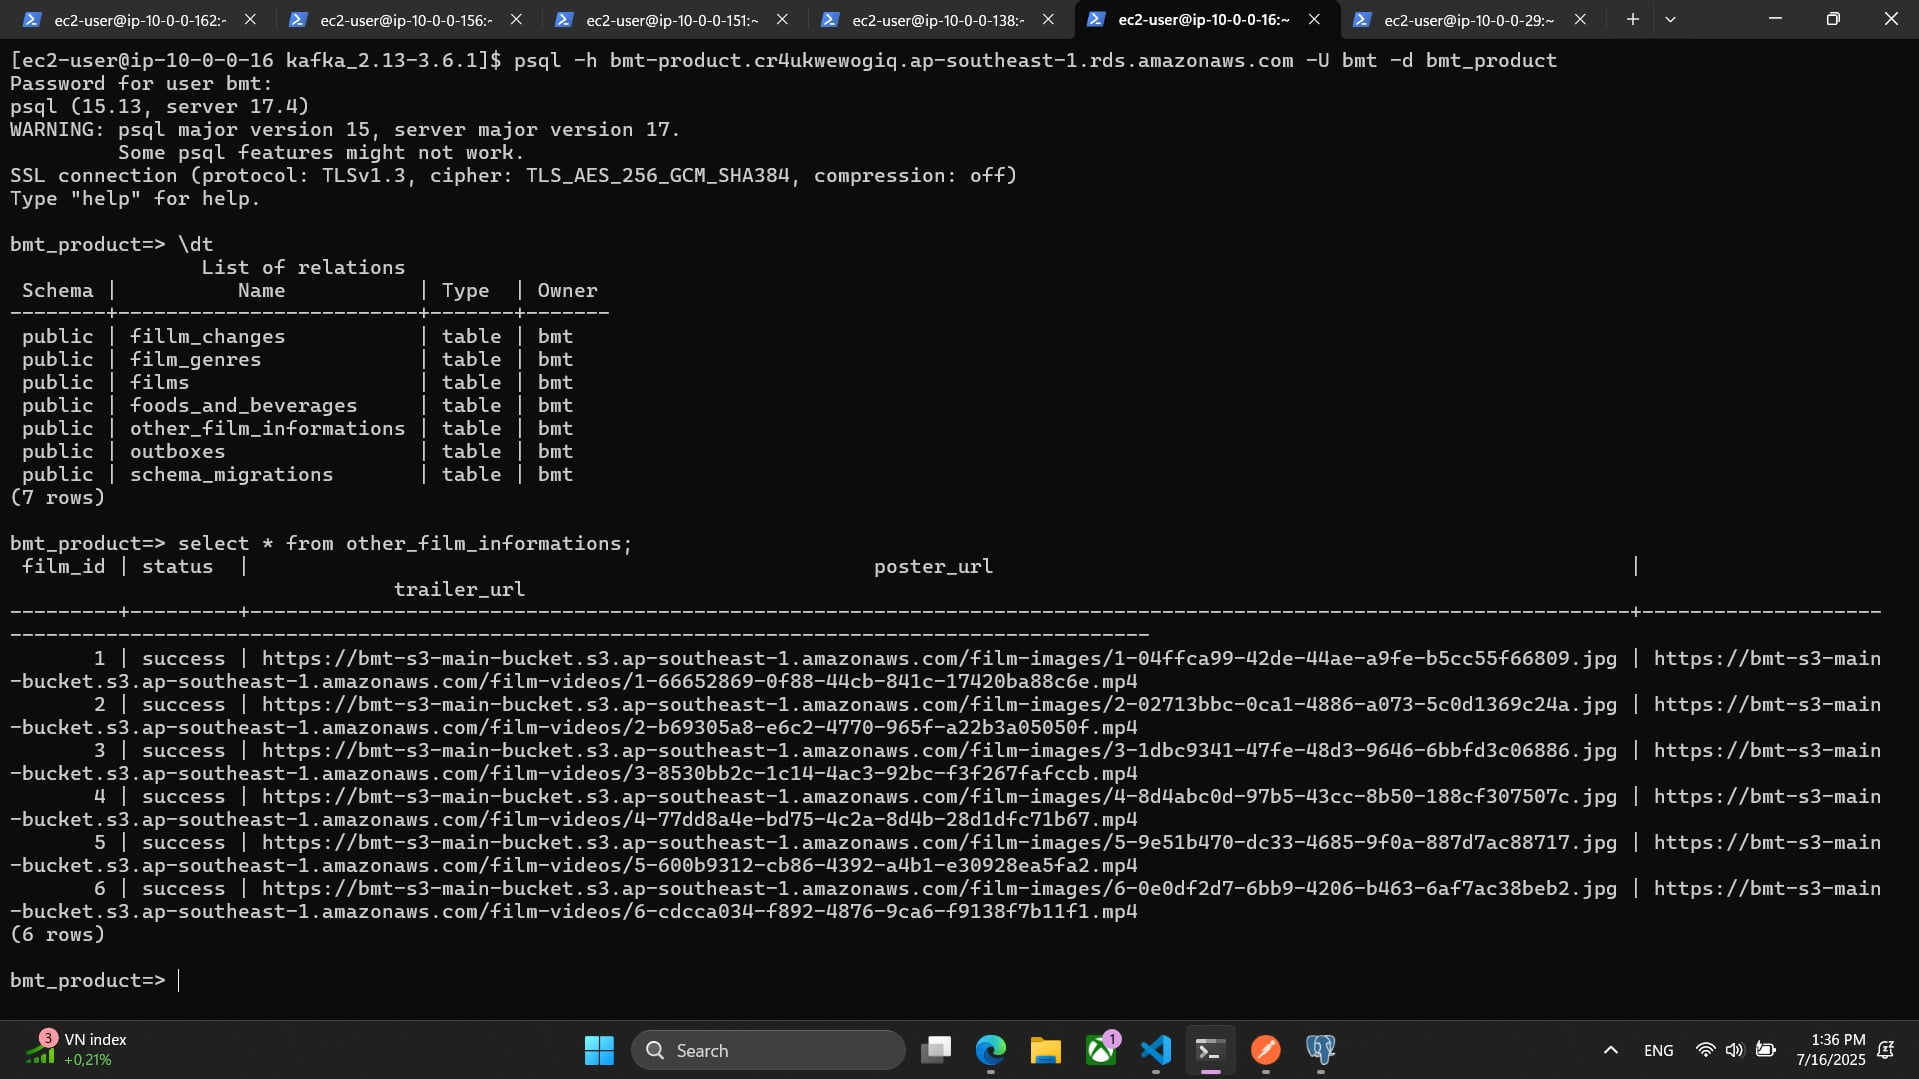 ec2-user@ip-10-0-0-162:~
ec2-user@ip-10-0-0-156:~
ec2-user@ip-10-0-0-151:~
ec2-user@ip-10-0-0-138:~
ec2-user@ip-10-0-0-16:~
ec2-user@ip-10-0-0-29:~
[ec2-user@ip-10-0-0-16 kafka_2.13-3.6.1]$ psql -h bmt-product.cr4ukwewogiq.ap-southeast-1.rds.amazonaws.com -U bmt -d bmt_product
Password for user bmt:
psql (15.13, server 17.4)
WARNING: psql major version 15, server major version 17.
         Some psql features might not work.
SSL connection (protocol: TLSv1.3, cipher: TLS_AES_256_GCM_SHA384, compression: off)
Type "help" for help.
bmt_product=> \dt
                List of relations
 Schema |          Name           | Type  | Owner
--------+-------------------------+-------+-------
 public | fillm_changes           | table | bmt
 public | film_genres             | table | bmt
 public | films                   | table | bmt
 public | foods_and_beverages     | table | bmt
 public | other_film_informations | table | bmt
 public | outboxes                | table | bmt
 public | schema_migrations       | table | bmt
(7 rows)
bmt_product=> select * from other_film_informations;
 film_id | status  |                                                    poster_url                                                     |
                                trailer_url
---------+---------+-------------------------------------------------------------------------------------------------------------------+--------------------
-----------------------------------------------------------------------------------------------
       1 | success | https://bmt-s3-main-bucket.s3.ap-southeast-1.amazonaws.com/film-images/1-04ffca99-42de-44ae-a9fe-b5cc55f66809.jpg | https://bmt-s3-main
-bucket.s3.ap-southeast-1.amazonaws.com/film-videos/1-66652869-0f88-44cb-841c-17420ba88c6e.mp4
       2 | success | https://bmt-s3-main-bucket.s3.ap-southeast-1.amazonaws.com/film-images/2-02713bbc-0ca1-4886-a073-5c0d1369c24a.jpg | https://bmt-s3-main
-bucket.s3.ap-southeast-1.amazonaws.com/film-videos/2-b69305a8-e6c2-4770-965f-a22b3a05050f.mp4
       3 | success | https://bmt-s3-main-bucket.s3.ap-southeast-1.amazonaws.com/film-images/3-1dbc9341-47fe-48d3-9646-6bbfd3c06886.jpg | https://bmt-s3-main
-bucket.s3.ap-southeast-1.amazonaws.com/film-videos/3-8530bb2c-1c14-4ac3-92bc-f3f267fafccb.mp4
       4 | success | https://bmt-s3-main-bucket.s3.ap-southeast-1.amazonaws.com/film-images/4-8d4abc0d-97b5-43cc-8b50-188cf307507c.jpg | https://bmt-s3-main
-bucket.s3.ap-southeast-1.amazonaws.com/film-videos/4-77dd8a4e-bd75-4c2a-8d4b-28d1dfc71b67.mp4
       5 | success | https://bmt-s3-main-bucket.s3.ap-southeast-1.amazonaws.com/film-images/5-9e51b470-dc33-4685-9f0a-887d7ac88717.jpg | https://bmt-s3-main
-bucket.s3.ap-southeast-1.amazonaws.com/film-videos/5-600b9312-cb86-4392-a4b1-e30928ea5fa2.mp4
       6 | success | https://bmt-s3-main-bucket.s3.ap-southeast-1.amazonaws.com/film-images/6-0e0df2d7-6bb9-4206-b463-6af7ac38beb2.jpg | https://bmt-s3-main
-bucket.s3.ap-southeast-1.amazonaws.com/film-videos/6-cdcca034-f892-4876-9ca6-f9138f7b11f1.mp4
(6 rows)
bmt_product=>
3
VN index
+0,21%
Search
1
ENG
1:36 PM
7/16/2025